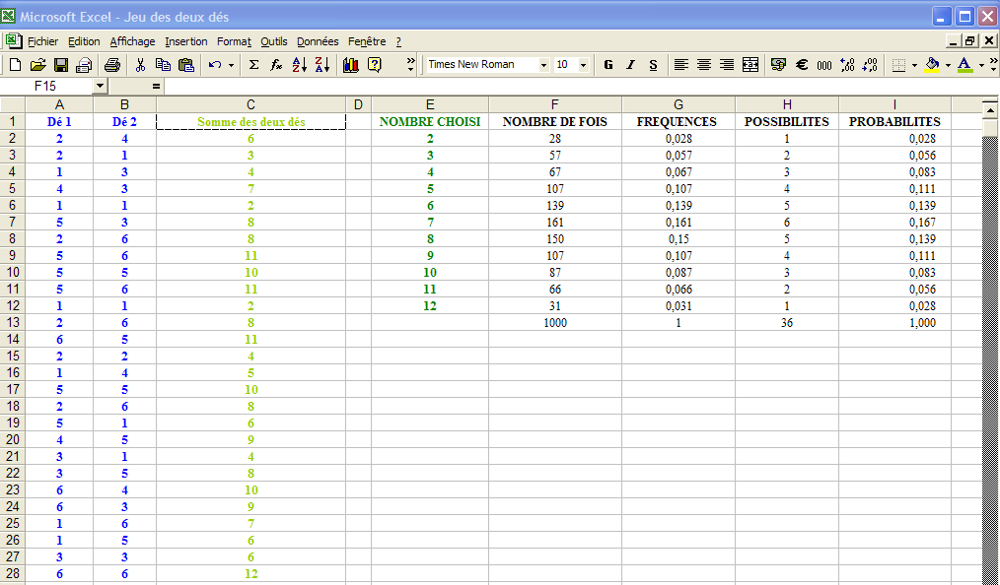 Microsoft Excel - Jeu des deux dés
Fichier Edition Affichage Insertion Format Outils Données Fenêtre ?
Times New Roman 10 G I S € 000
F15 =
A B C D E F G H I
1 Dé 1 Dé 2 Somme des deux dés NOMBRE CHOISI NOMBRE DE FOIS FREQUENCES POSSIBILITES PROBABILITES
2 2 4 6 2 28 0,028 1 0,028
3 2 1 3 3 57 0,057 2 0,056
4 1 3 4 4 67 0,067 3 0,083
5 4 3 7 5 107 0,107 4 0,111
6 1 1 2 6 139 0,139 5 0,139
7 5 3 8 7 161 0,161 6 0,167
8 2 6 8 8 150 0,15 5 0,139
9 5 6 11 9 107 0,107 4 0,111
10 5 5 10 10 87 0,087 3 0,083
11 5 6 11 11 66 0,066 2 0,056
12 1 1 2 12 31 0,031 1 0,028
13 2 6 8 1000 1 36 1,000
14 6 5 11
15 2 2 4
16 1 4 5
17 5 5 10
18 2 6 8
19 5 1 6
20 4 5 9
21 3 1 4
22 3 5 8
23 6 4 10
24 6 3 9
25 1 6 7
26 1 5 6
27 3 3 6
28 6 6 12